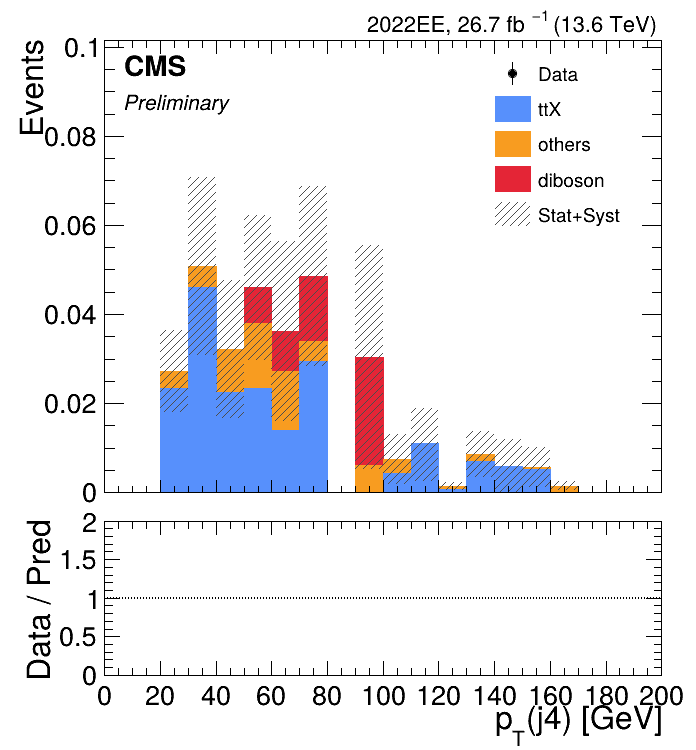 2022EE, 26.7 fb⁻¹ (13.6 TeV)
CMS
Preliminary
Data
ttX
others
diboson
Stat+Syst
Events
0.1
0.08
0.06
0.04
0.02
0
Data / Pred
2
1.5
1
0.5
0
0 20 40 60 80 100 120 140 160 180 200
p_T(j4) [GeV]